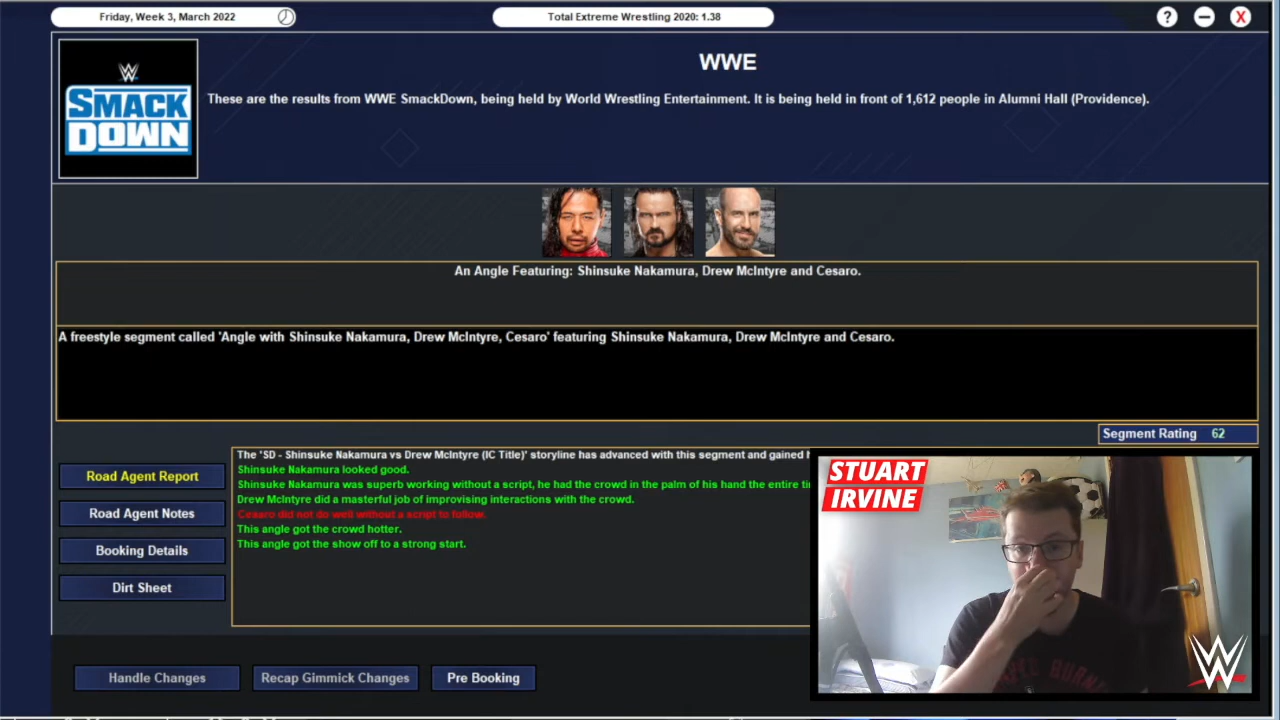 Friday, Week 3, March 2022
Total Extreme Wrestling 2020: 1.38
?
X
WWE
W
SMACK
DOWN
These are the results from WWE SmackDown, being held by World Wrestling Entertainment. It is being held in front of 1,612 people in Alumni Hall (Providence).
An Angle Featuring: Shinsuke Nakamura, Drew McIntyre and Cesaro.
A freestyle segment called 'Angle with Shinsuke Nakamura, Drew McIntyre, Cesaro' featuring Shinsuke Nakamura, Drew McIntyre and Cesaro.
Segment Rating 62
Road Agent Report
Road Agent Notes
Booking Details
Dirt Sheet
The 'SD - Shinsuke Nakamura vs Drew McIntyre (IC Title)' storyline has advanced with this segment and gained
Shinsuke Nakamura looked good.
Shinsuke Nakamura was superb working without a script, he had the crowd in the palm of his hand the entire
Drew McIntyre did a masterful job of improvising interactions with the crowd.
Cesaro did not do well without a script to follow.
This angle got the crowd hotter.
This angle got the show off to a strong start.
STUART
IRVINE
W
Handle Changes
Recap Gimmick Changes
Pre Booking